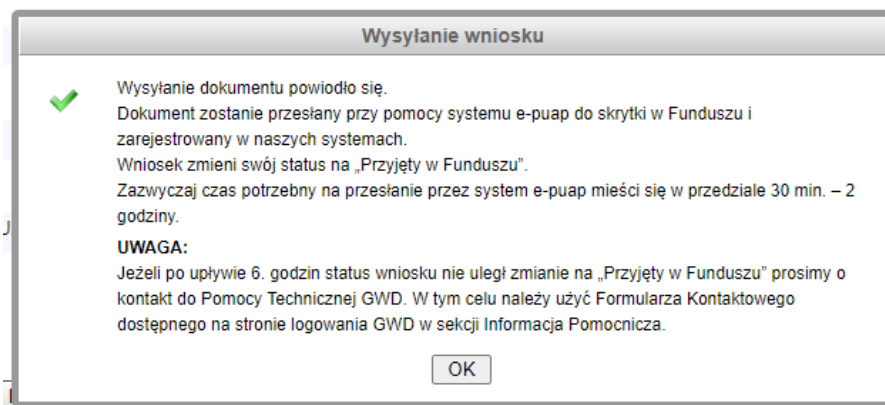 Wysyłanie wniosku
Wysyłanie dokumentu powiodło się.
Dokument zostanie przesłany przy pomocy systemu e-puap do skrytki w Funduszu i
zarejestrowany w naszych systemach.
Wniosek zmieni swój status na „Przyjęty w Funduszu”.
Zazwyczaj czas potrzebny na przesłanie przez system e-puap mieści się w przedziale 30 min. – 2
godziny.
UWAGA:
Jeżeli po upływie 6. godzin status wniosku nie uległ zmianie na „Przyjęty w Funduszu” prosimy o
kontakt do Pomocy Technicznej GWD. W tym celu należy użyć Formularza Kontaktowego
dostępnego na stronie logowania GWD w sekcji Informacja Pomocnicza.
OK